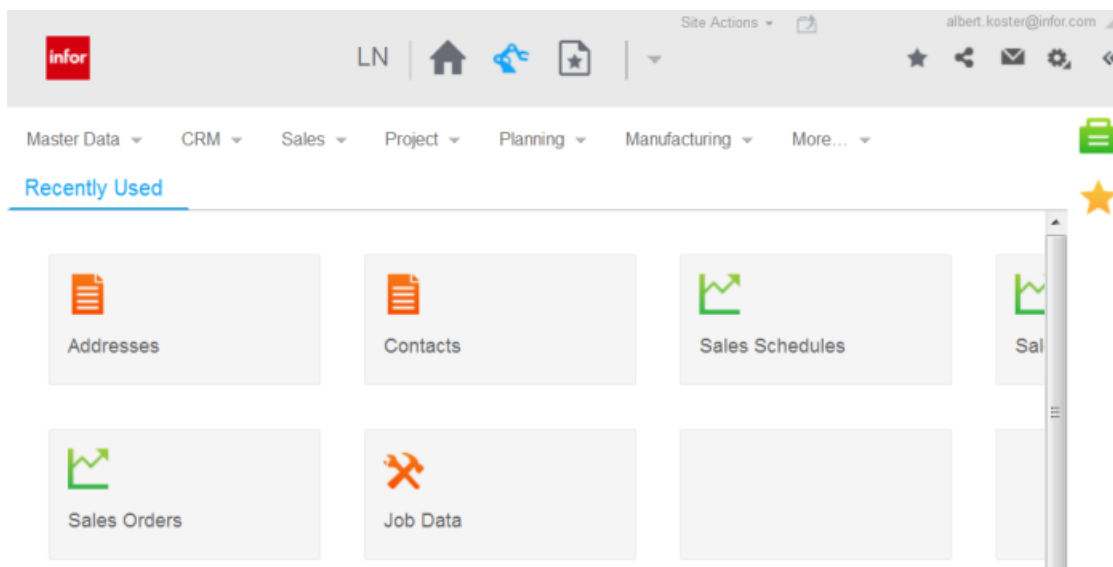 Site Actions
albert.koster@infor.com
infor
LN
Master Data CRM Sales Project Planning Manufacturing More...
Recently Used
Addresses Contacts Sales Schedules Sal
Sales Orders Job Data